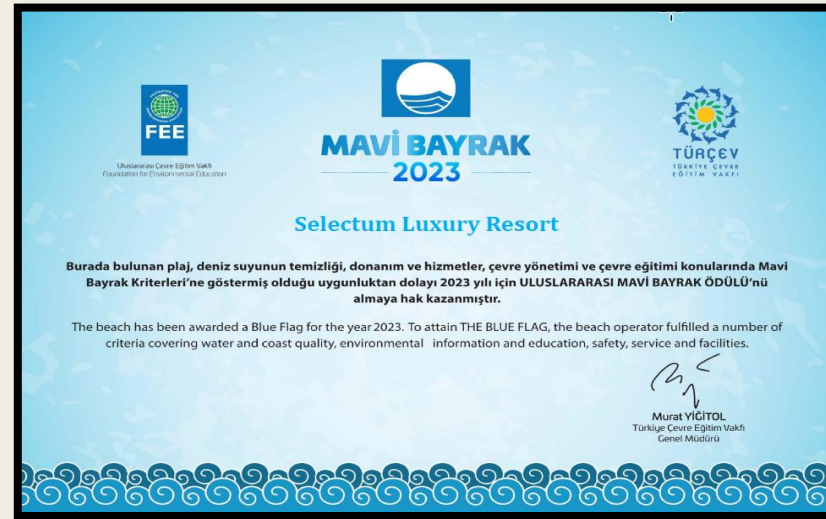 FEE
Uluslararası Çevre Eğitim Vakfı
Foundation for Environmental Education
MAVİ BAYRAK
2023
TÜRÇEV
TÜRKİYE ÇEVRE
EĞİTİM VAKFI
Selectum Luxury Resort
Burada bulunan plaj, deniz suyunun temizliği, donanım ve hizmetler, çevre yönetimi ve çevre eğitimi konularında Mavi
Bayrak Kriterleri’ne göstermiş olduğu uygunluktan dolayı 2023 yılı için ULUSLARARASI MAVİ BAYRAK ÖDÜLÜ’nü
almaya hak kazanmıştır.
The beach has been awarded a Blue Flag for the year 2023. To attain THE BLUE FLAG, the beach operator fulfilled a number of
criteria covering water and coast quality, environmental information and education, safety, service and facilities.
Murat YİĞİTOL
Türkiye Çevre Eğitim Vakfı
Genel Müdürü